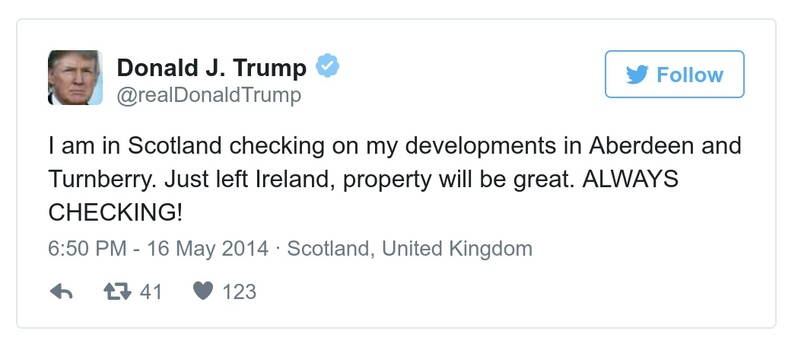 Donald J. Trump
@realDonaldTrump
Follow
I am in Scotland checking on my developments in Aberdeen and
Turnberry. Just left Ireland, property will be great. ALWAYS
CHECKING!
6:50 PM - 16 May 2014 · Scotland, United Kingdom
41 123